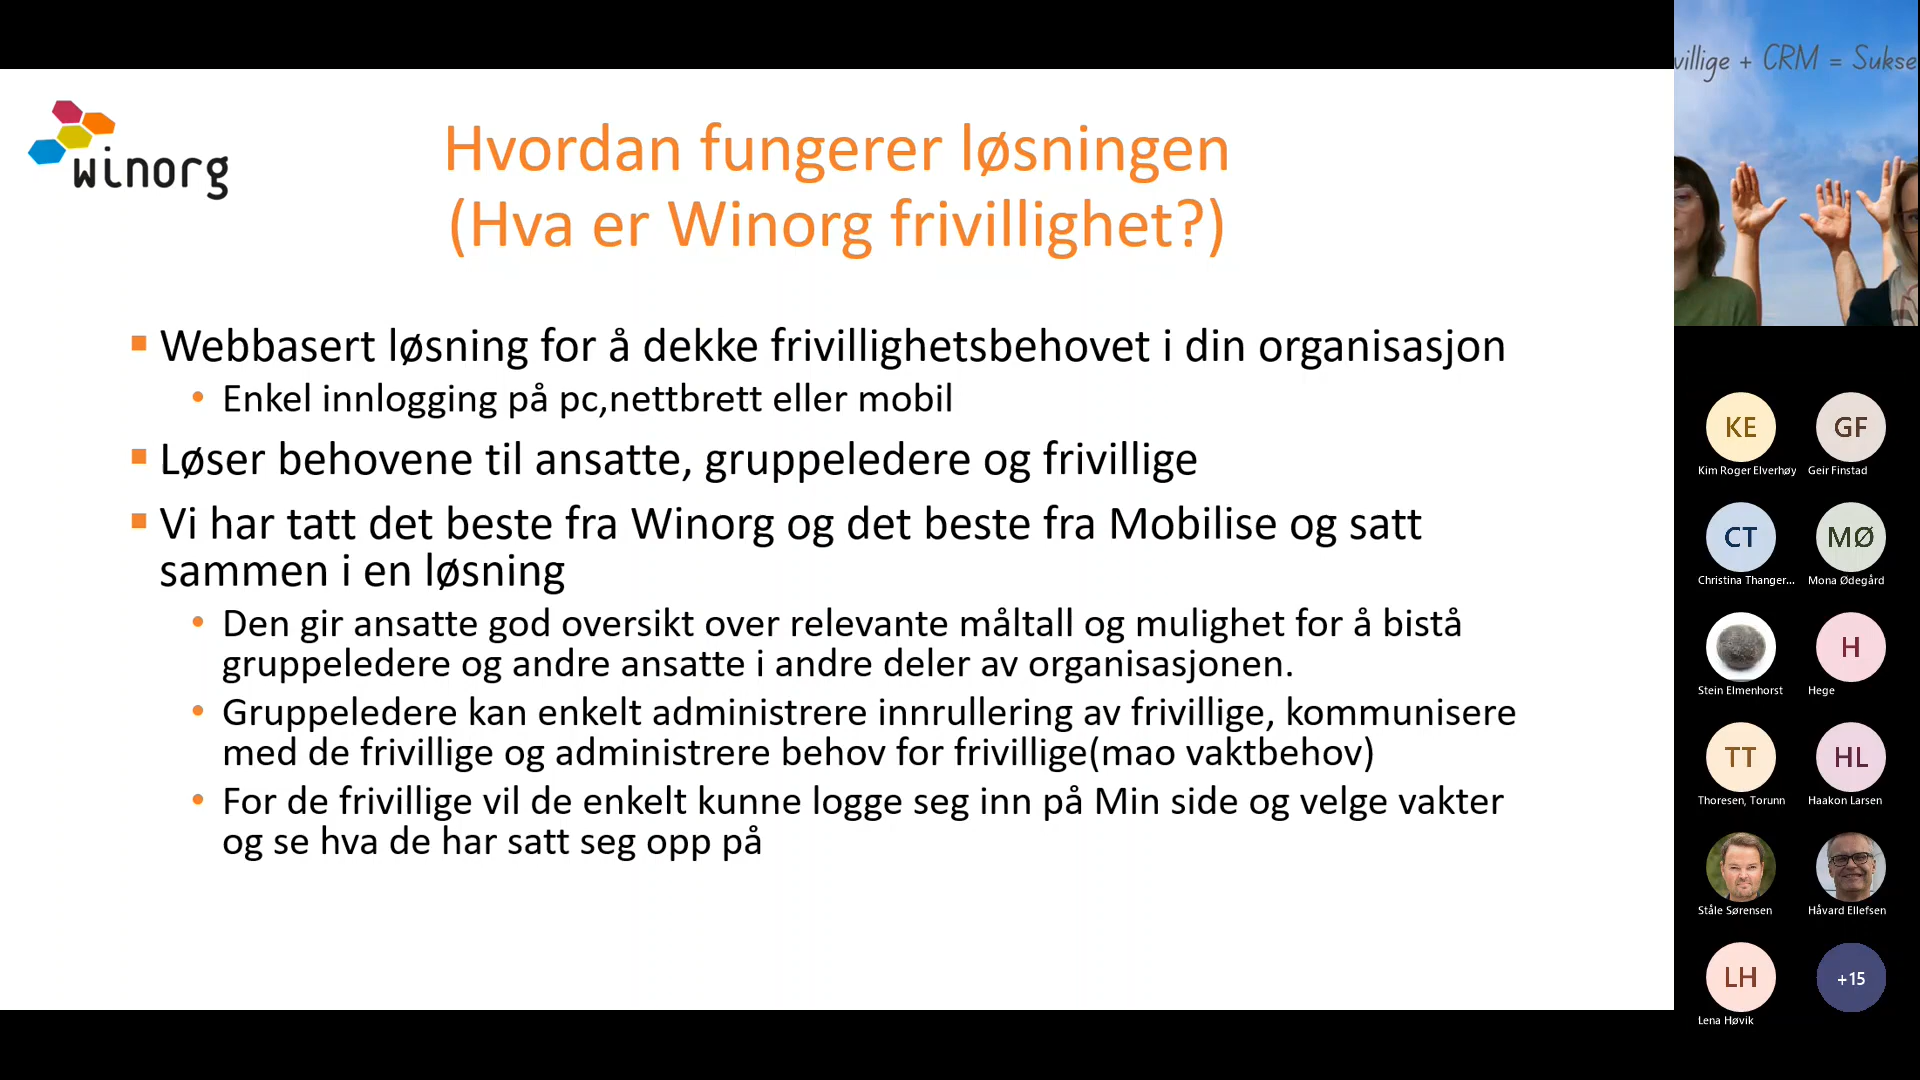 winorg
Hvordan fungerer løsningen
(Hva er Winorg frivillighet?)
Webbasert løsning for å dekke frivillighetsbehovet i din organisasjon
Enkel innlogging på pc,nettbrett eller mobil
Løser behovene til ansatte, gruppeledere og frivillige
Vi har tatt det beste fra Winorg og det beste fra Mobilise og satt
sammen i en løsning
Den gir ansatte god oversikt over relevante måltall og mulighet for å bistå
gruppeledere og andre ansatte i andre deler av organisasjonen.
Gruppeledere kan enkelt administrere innrullering av frivillige, kommunisere
med de frivillige og administrere behov for frivillige(mao vaktbehov)
For de frivillige vil de enkelt kunne logge seg inn på Min side og velge vakter
og se hva de har satt seg opp på
villige + CRM = Sukse
KE GF
Kim Roger Elverhøy Geir Finstad
CT MØ
Christina Thanger... Mona Ødegård
H
Stein Elmenhorst Hege
TT HL
Thoresen, Torunn Haakon Larsen
Ståle Sørensen Håvard Ellefsen
LH +15
Lena Høvik